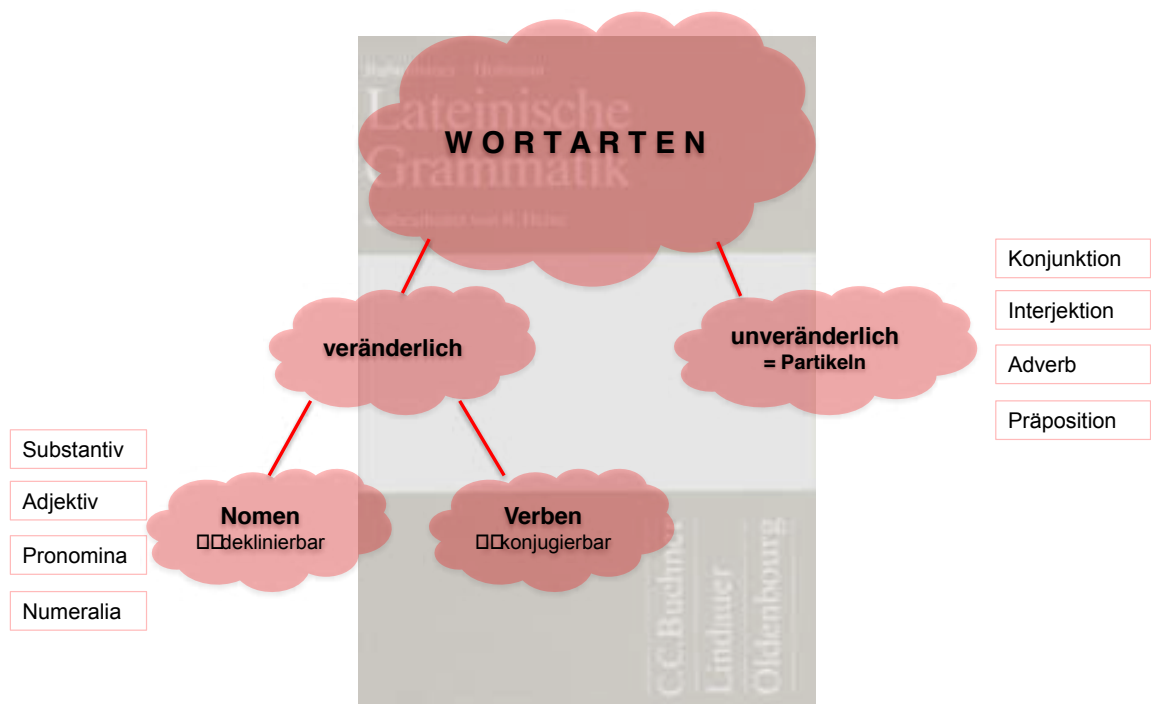 Lateinische
Grammatik
WORTARTEN
veränderlich
unveränderlich
= Partikeln
Konjunktion
Interjektion
Adverb
Präposition
Substantiv
Adjektiv
Pronomina
Numeralia
Nomen
deklinierbar
Verben
konjugierbar
C.C.Buchner
Lindauer
Oldenbourg